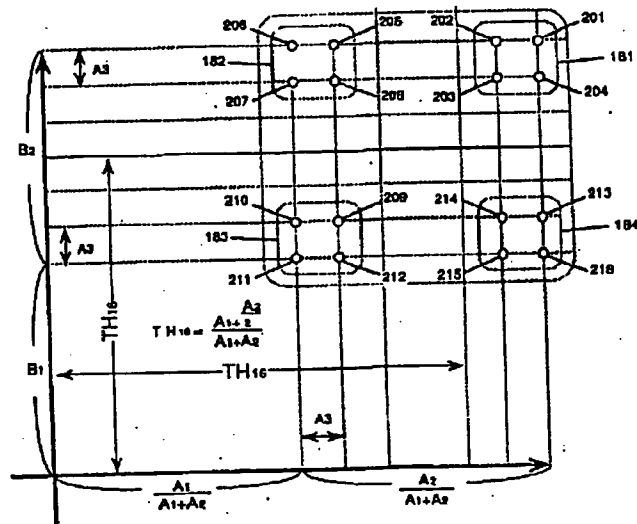 206 205 202 201
182 181
A3
207 208 203 204
B2
210 209 214 213
183 184
A3
211 212 215 216
TH16
TH16 = (A1 + A2/2)/(A1+A2)
B1
TH16
A3
A1/(A1+A2) A2/(A1+A2)